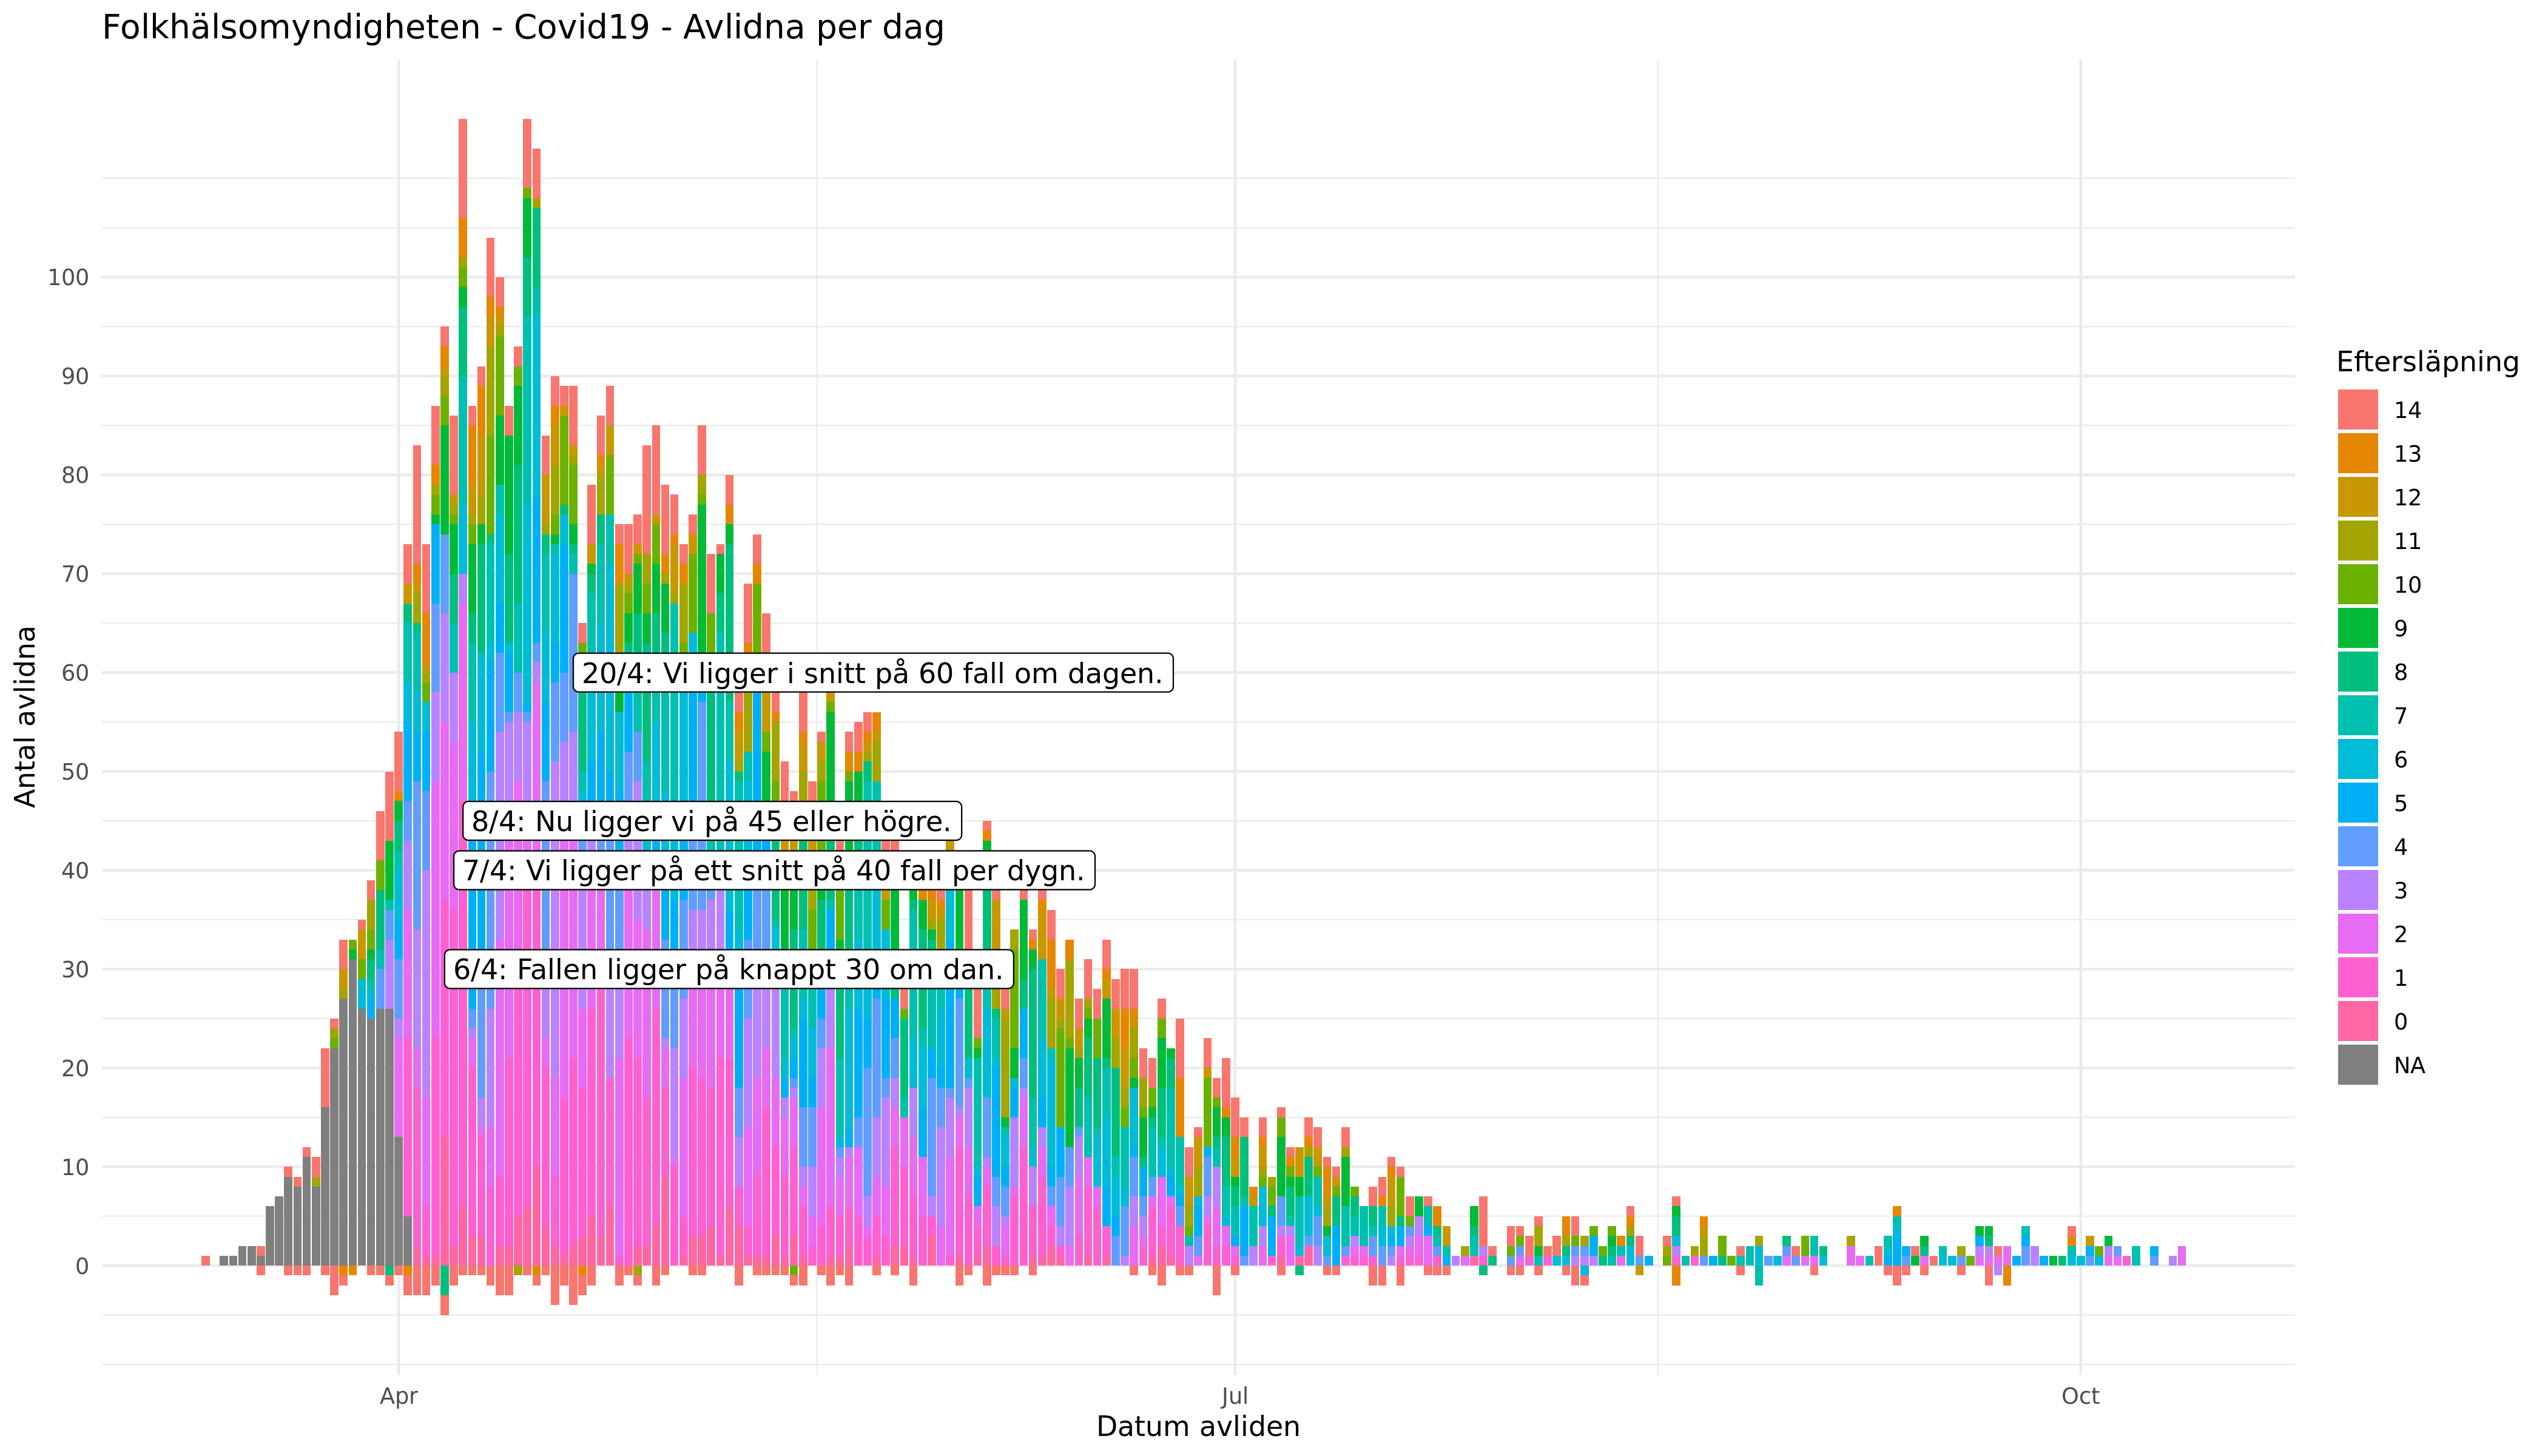 Folkhälsomyndigheten - Covid19 - Avlidna per dag
Antal avlidna
100
90
80
70
60
50
40
30
20
10
0
20/4: Vi ligger i snitt på 60 fall om dagen.
8/4: Nu ligger vi på 45 eller högre.
7/4: Vi ligger på ett snitt på 40 fall per dygn.
6/4: Fallen ligger på knappt 30 om dan.
Apr
Jul
Oct
Datum avliden
Eftersläpning
14
13
12
11
10
9
8
7
6
5
4
3
2
1
0
NA